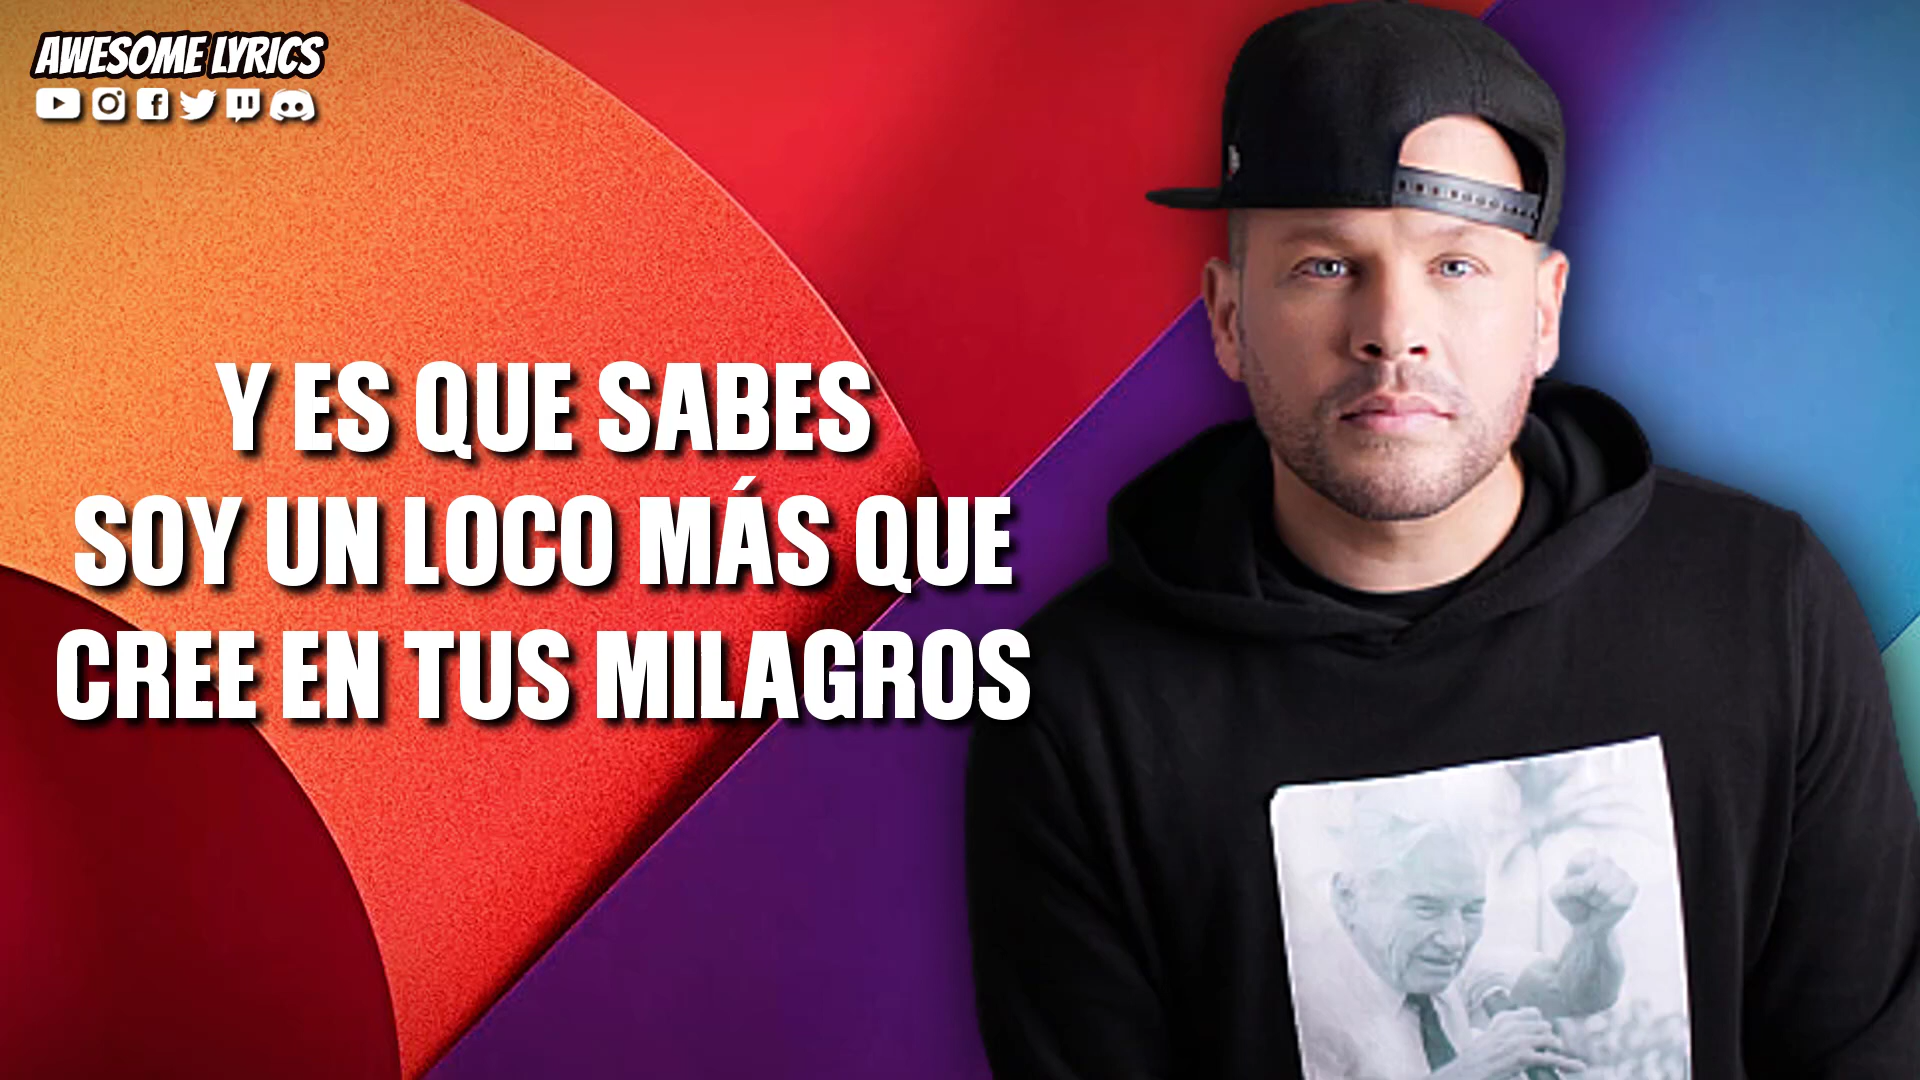 AWESOME LYRICS
Y ES QUE SABES
SOY UN LOCO MÁS QUE
CREE EN TUS MILAGROS